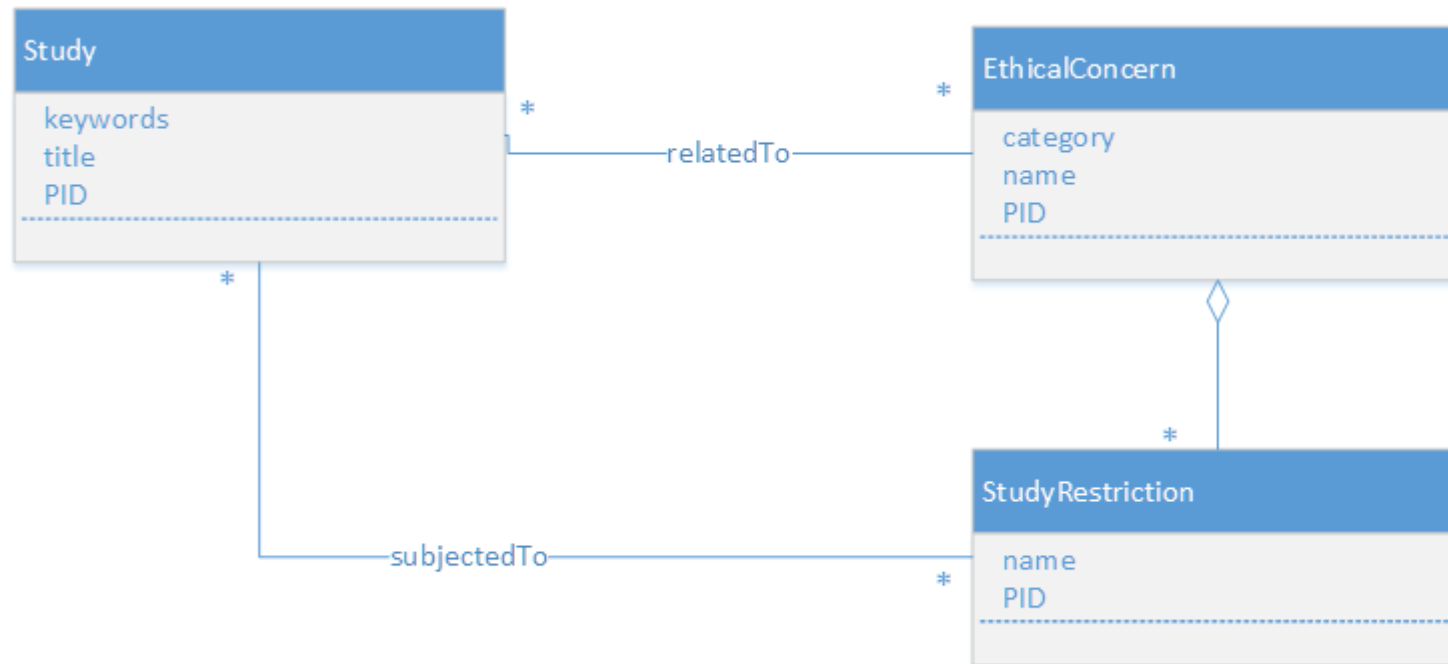 Study
keywords
title
PID
*
relatedTo
*
EthicalConcern
category
name
PID
*
subjectedTo
*
*
StudyRestriction
name
PID